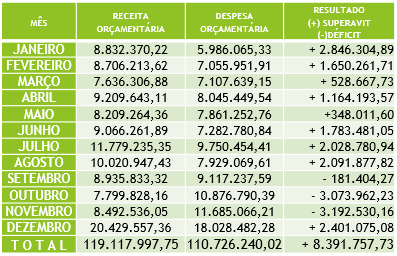 MÊS RECEITA ORÇAMENTÁRIA DESPESA ORÇAMENTÁRIA RESULTADO (+) SUPERAVIT (-)DÉFICIT
JANEIRO 8.832.370,22 5.986.065,33 + 2.846.304,89
FEVEREIRO 8.706.213,62 7.055.951,91 + 1.650.261,71
MARÇO 7.636.306,88 7.107.639,15 + 528.667,73
ABRIL 9.209.643,11 8.045.449,54 + 1.164.193,57
MAIO 8.209.264,36 7.861.252,76 +348.011,60
JUNHO 9.066.261,89 7.282.780,84 + 1.783.481,05
JULHO 11.779.235,35 9.750.454,41 + 2.028.780,94
AGOSTO 10.020.947,43 7.929.069,61 + 2.091.877,82
SETEMBRO 8.935.833,32 9.117.237,59 - 181.404,27
OUTUBRO 7.799.828,16 10.876.790,39 - 3.073.962,23
NOVEMBRO 8.492.536,05 11.685.066,21 - 3.192.530,16
DEZEMBRO 20.429.557,36 18.028.482,28 + 2.401.075,08
T O T A L 119.117.997,75 110.726.240,02 + 8.391.757,73